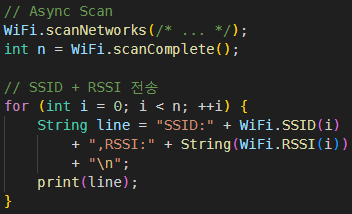 // Async Scan
WiFi.scanNetworks(/* ... */);
int n = WiFi.scanComplete();

// SSID + RSSI 전송
for (int i = 0; i < n; ++i) {
    String line = "SSID:" + WiFi.SSID(i)
        + ",RSSI:" + String(WiFi.RSSI(i))
        + "\n";
    print(line);
}